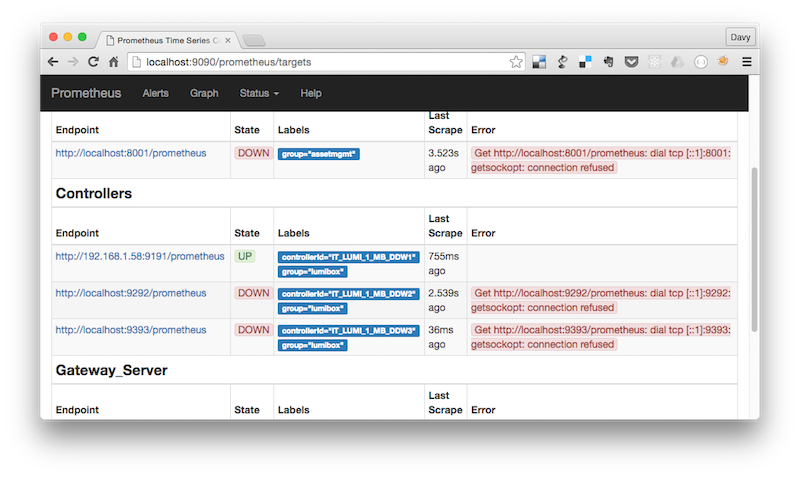 Prometheus Time Series C
Davy
localhost:9090/prometheus/targets
Prometheus Alerts Graph Status Help
Endpoint State Labels Last Scrape Error
http://localhost:8001/prometheus DOWN group="assetmgmt" 3.523s ago Get http://localhost:8001/prometheus: dial tcp [::1]:8001: getsockopt: connection refused
Controllers
Endpoint State Labels Last Scrape Error
http://192.168.1.58:9191/prometheus UP controllerId="IT_LUMI_1_MB_DDW1" group="lumibox" 755ms ago
http://localhost:9292/prometheus DOWN controllerId="IT_LUMI_1_MB_DDW2" group="lumibox" 2.539s ago Get http://localhost:9292/prometheus: dial tcp [::1]:9292: getsockopt: connection refused
http://localhost:9393/prometheus DOWN controllerId="IT_LUMI_1_MB_DDW3" group="lumibox" 36ms ago Get http://localhost:9393/prometheus: dial tcp [::1]:9393: getsockopt: connection refused
Gateway_Server
Endpoint State Labels Last Scrape Error